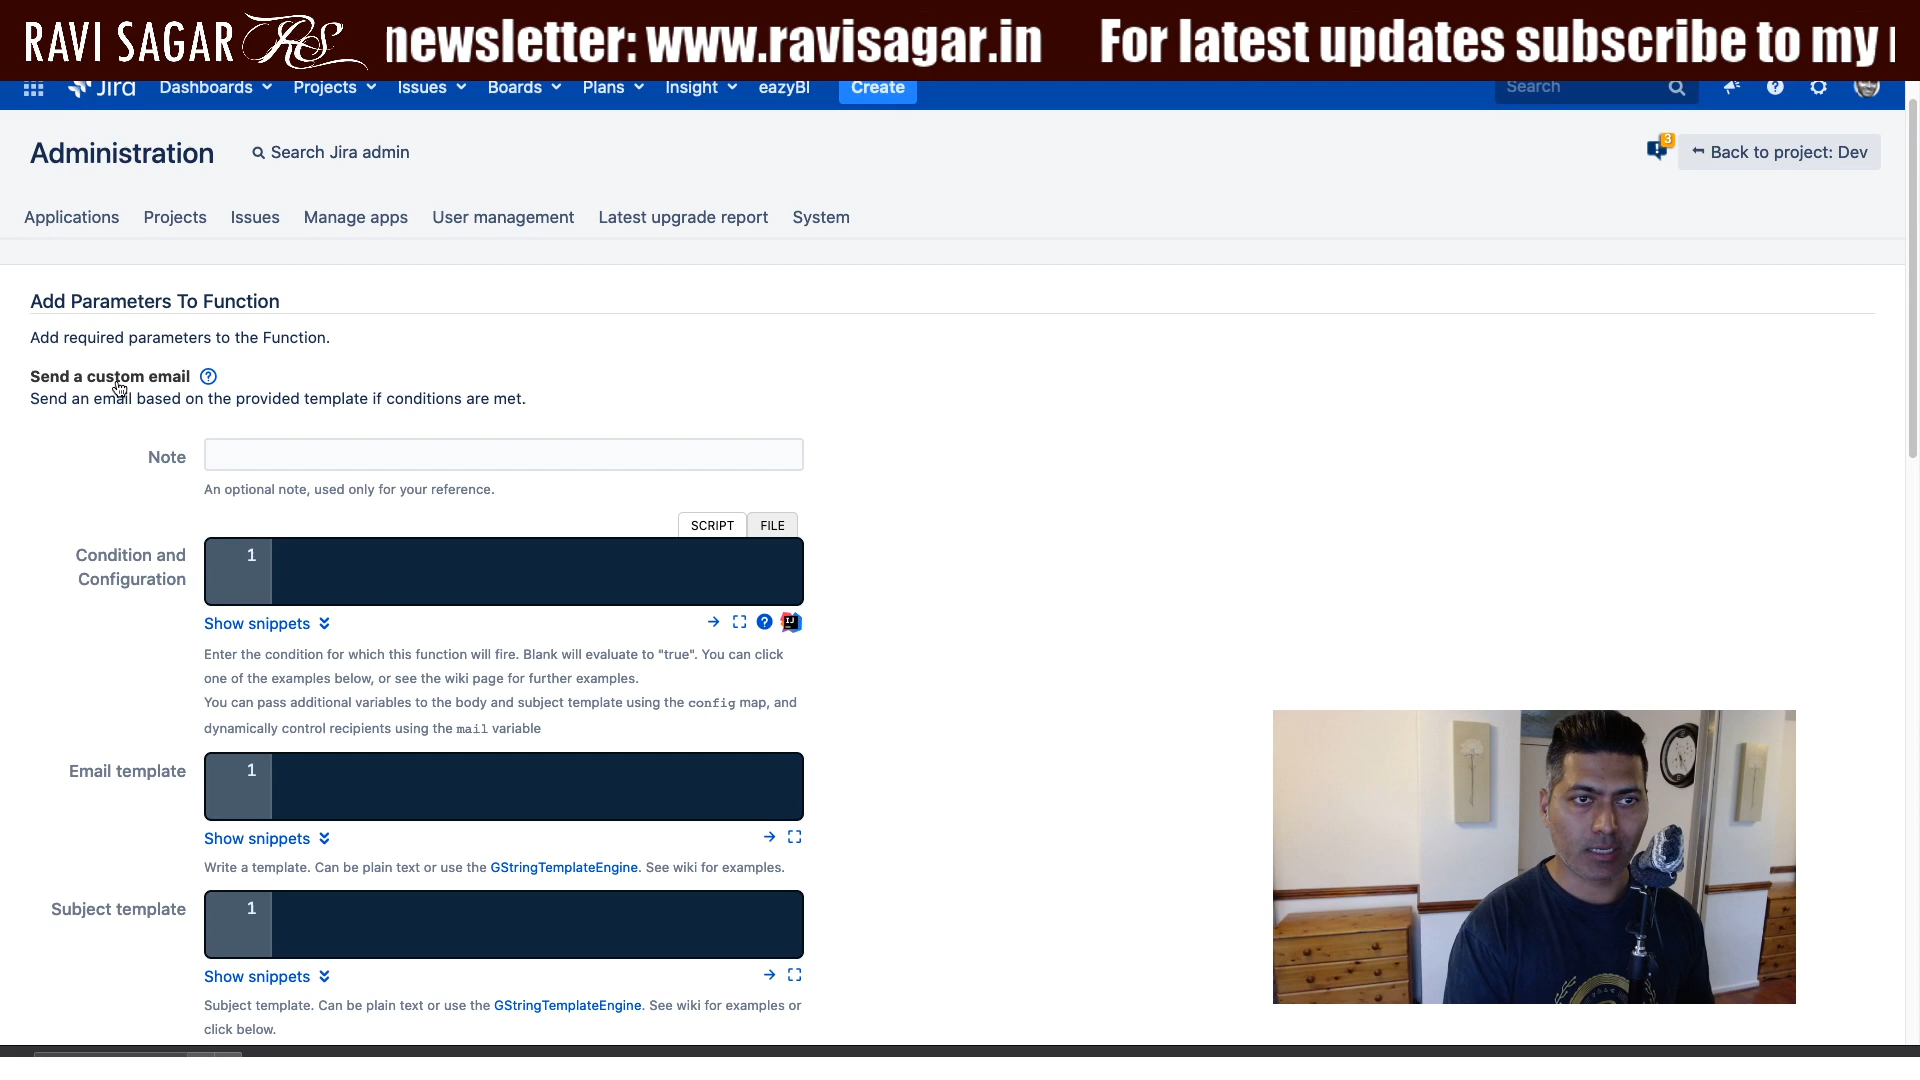 RAVI SAGAR RS newsletter: www.ravisagar.in For latest updates subscribe to my
Jira Dashboards Projects Issues Boards Plans Insight eazyBI Create Search
Administration Search Jira admin 3 Back to project: Dev
Applications Projects Issues Manage apps User management Latest upgrade report System
Add Parameters To Function
Add required parameters to the Function.
Send a custom email
Send an email based on the provided template if conditions are met.
Note
An optional note, used only for your reference.
SCRIPT FILE
Condition and
Configuration
1
Show snippets
IJ
Enter the condition for which this function will fire. Blank will evaluate to "true". You can click
one of the examples below, or see the wiki page for further examples.
You can pass additional variables to the body and subject template using the config map, and
dynamically control recipients using the mail variable
Email template 1
Show snippets
Write a template. Can be plain text or use the GStringTemplateEngine. See wiki for examples.
Subject template 1
Show snippets
Subject template. Can be plain text or use the GStringTemplateEngine. See wiki for examples or
click below.